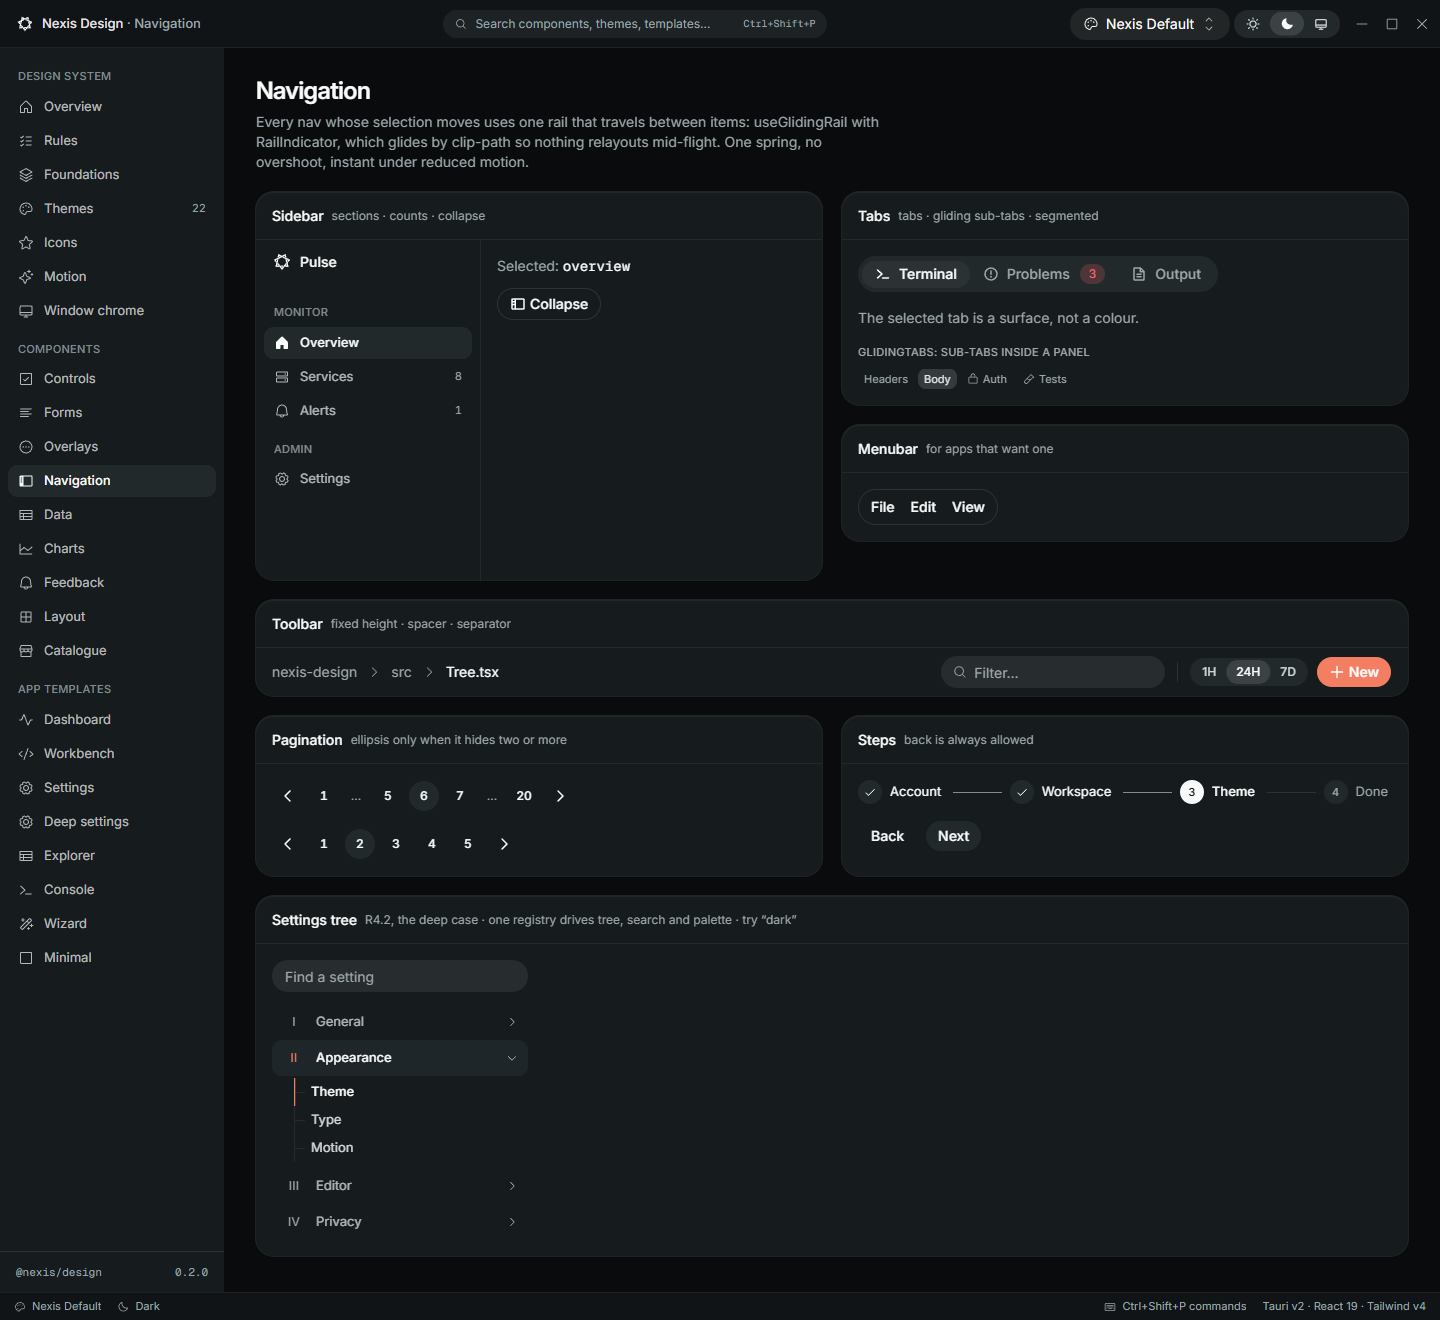 Nexis Design · Navigation
Search components, themes, templates... Ctrl+Shift+P
Nexis Default
DESIGN SYSTEM
Overview
Rules
Foundations
Themes 22
Icons
Motion
Window chrome
COMPONENTS
Controls
Forms
Overlays
Navigation
Data
Charts
Feedback
Layout
Catalogue
APP TEMPLATES
Dashboard
Workbench
Settings
Deep settings
Explorer
Console
Wizard
Minimal
@nexis/design 0.2.0
Navigation
Every nav whose selection moves uses one rail that travels between items: useGlidingRail with
RailIndicator, which glides by clip-path so nothing relayouts mid-flight. One spring, no
overshoot, instant under reduced motion.
Sidebar sections · counts · collapse
Pulse
MONITOR
Overview
Services 8
Alerts 1
ADMIN
Settings
Selected: overview
Collapse
Tabs tabs · gliding sub-tabs · segmented
Terminal Problems 3 Output
The selected tab is a surface, not a colour.
GLIDINGTABS: SUB-TABS INSIDE A PANEL
Headers Body Auth Tests
Menubar for apps that want one
File Edit View
Toolbar fixed height · spacer · separator
nexis-design > src > Tree.tsx
Filter... 1H 24H 7D New
Pagination ellipsis only when it hides two or more
1 ... 5 6 7 ... 20
1 2 3 4 5
Steps back is always allowed
Account Workspace 3 Theme 4 Done
Back Next
Settings tree R4.2, the deep case · one registry drives tree, search and palette · try “dark”
Find a setting
I General
II Appearance
Theme
Type
Motion
III Editor
IV Privacy
Nexis Default Dark
Ctrl+Shift+P commands Tauri v2 · React 19 · Tailwind v4